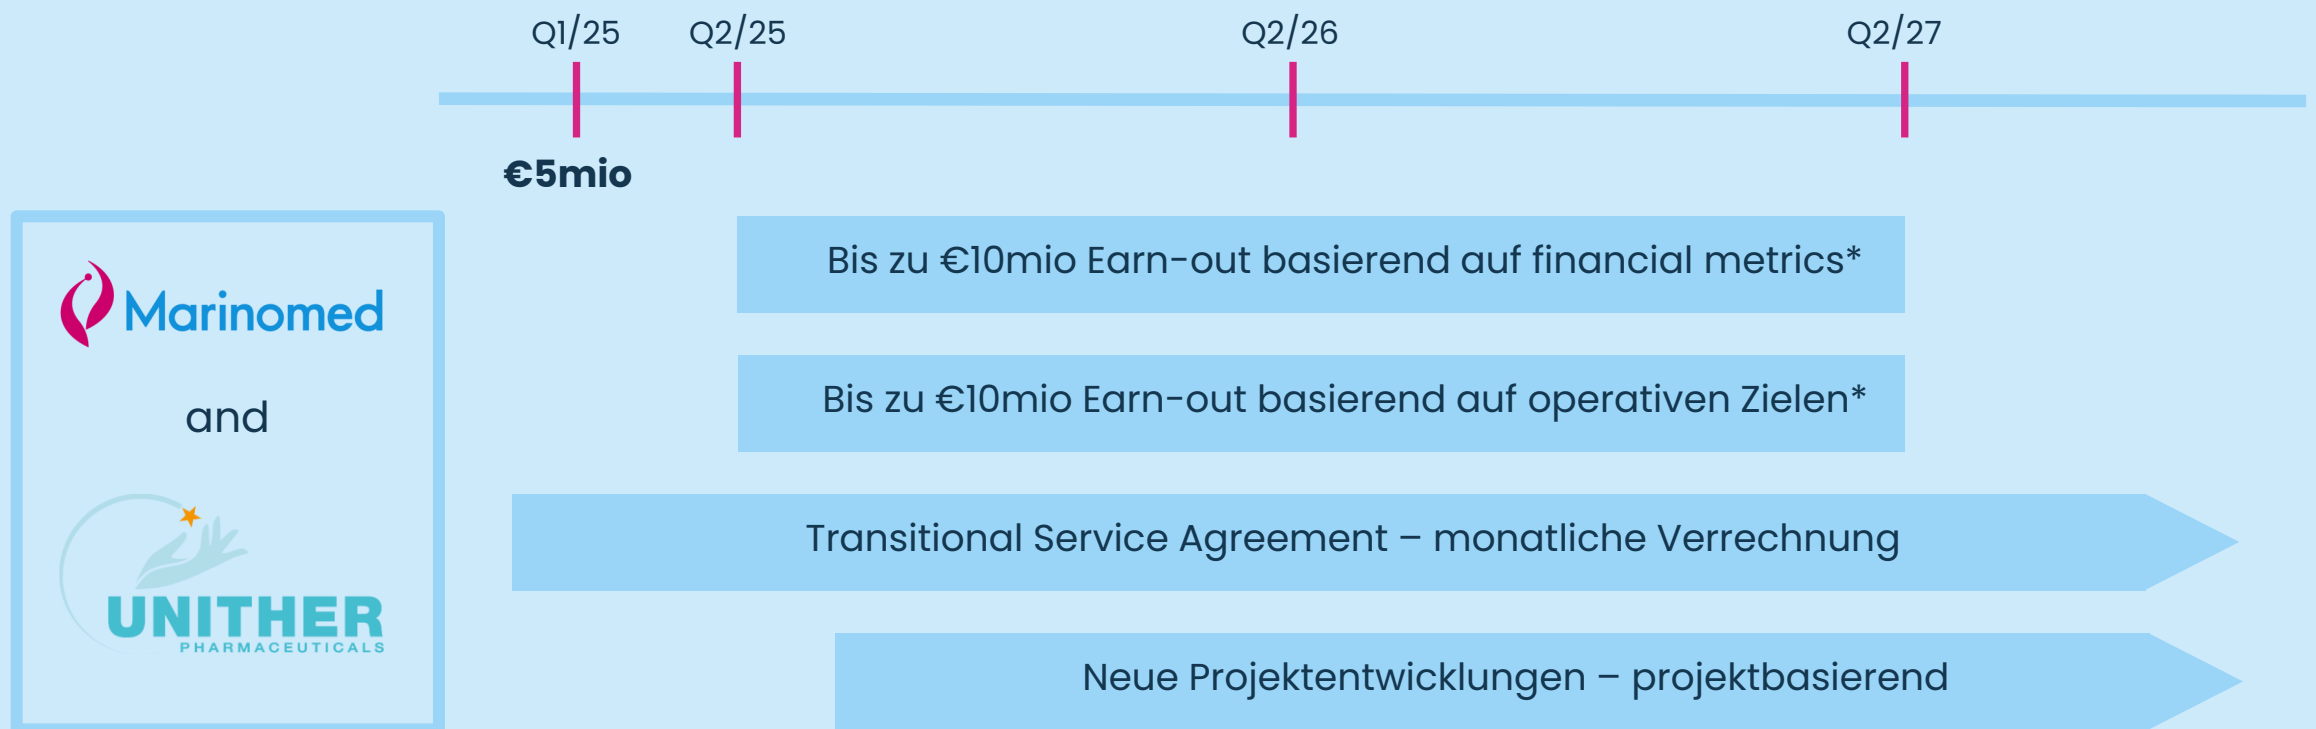 Q1/25 Q2/25 Q2/26 Q2/27
€5mio
Marinomed
and
UNITHER
PHARMACEUTICALS
Bis zu €10mio Earn-out basierend auf financial metrics*
Bis zu €10mio Earn-out basierend auf operativen Zielen*
Transitional Service Agreement – monatliche Verrechnung
Neue Projektentwicklungen – projektbasierend